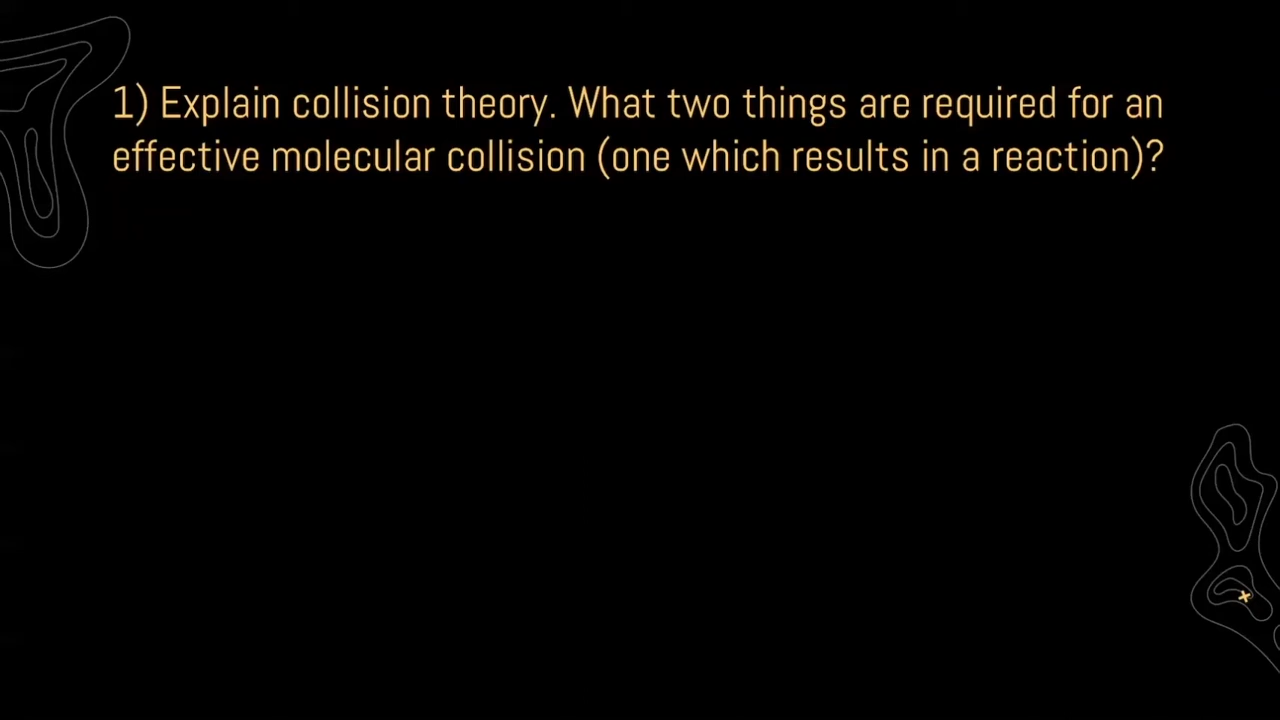 1) Explain collision theory. What two things are required for an
effective molecular collision (one which results in a reaction)?